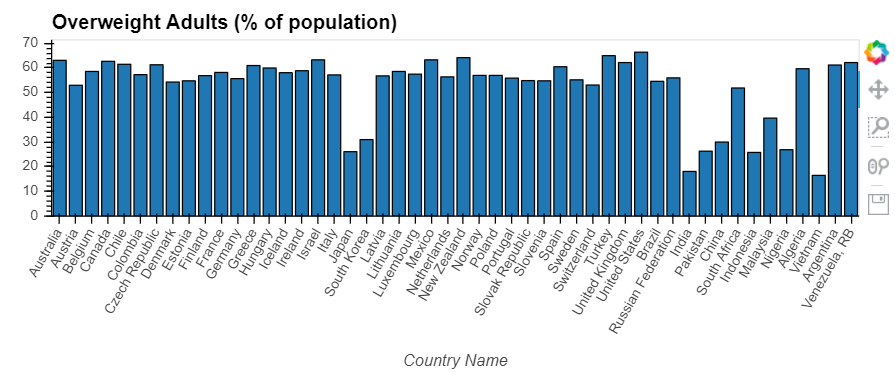 Overweight Adults (% of population)
70
60
50
40
30
20
10
0
Australia
Austria
Belgium
Canada
Chile
Colombia
Czech Republic
Denmark
Estonia
Finland
France
Germany
Greece
Hungary
Iceland
Ireland
Israel
Italy
Japan
South Korea
Latvia
Lithuania
Luxembourg
Mexico
Netherlands
New Zealand
Norway
Poland
Portugal
Slovak Republic
Slovenia
Spain
Sweden
Switzerland
Turkey
United Kingdom
United States
Brazil
Russian Federation
India
Pakistan
China
South Africa
Indonesia
Malaysia
Nigeria
Algeria
Vietnam
Argentina
Venezuela, RB
Country Name